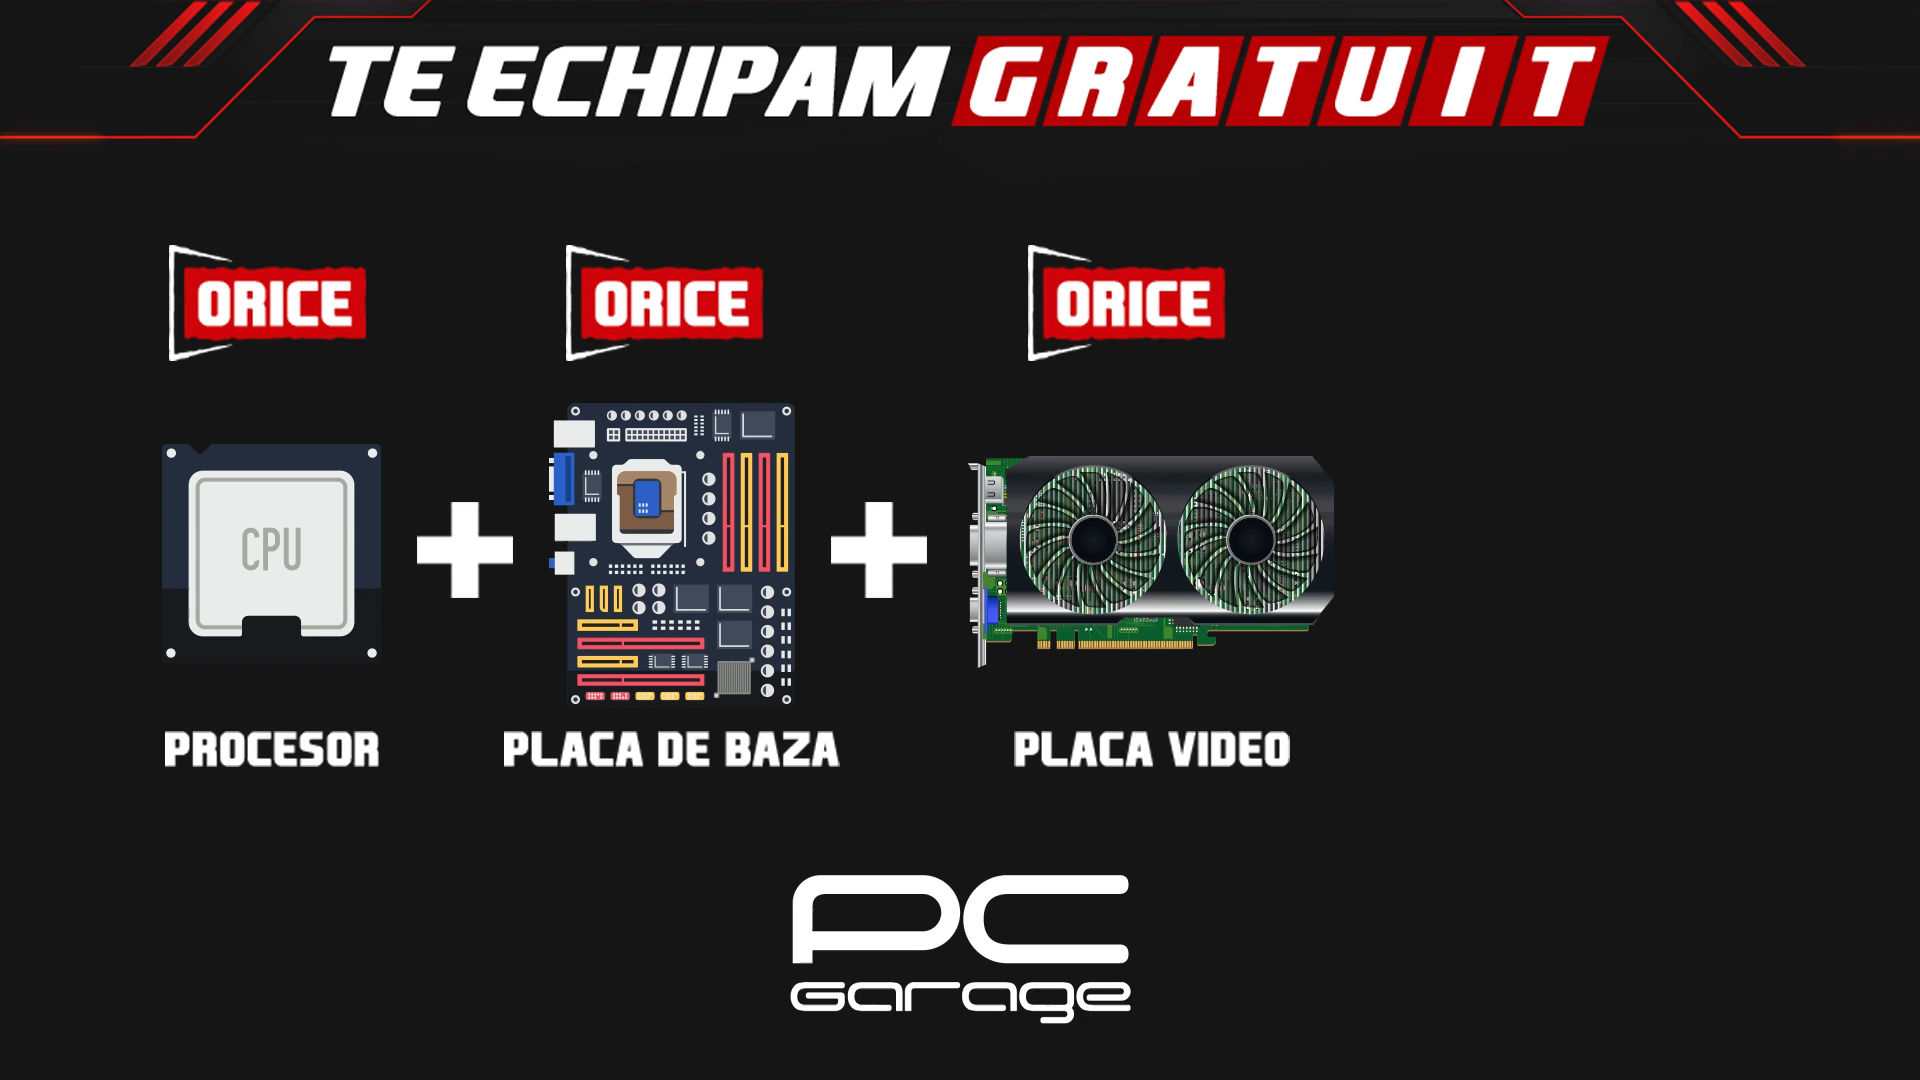 TE ECHIPAM GRATUIT
ORICE ORICE ORICE
CPU
PROCESOR PLACA DE BAZA PLACA VIDEO
PC
Garage